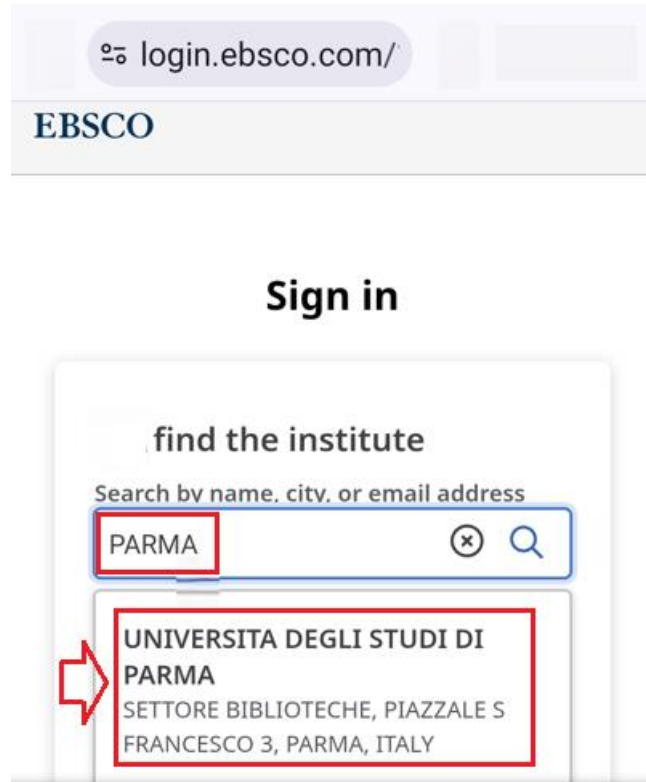 login.ebsco.com/
EBSCO
Sign in
find the institute
Search by name, city, or email address
PARMA
UNIVERSITA DEGLI STUDI DI
PARMA
SETTORE BIBLIOTECHE, PIAZZALE S
FRANCESCO 3, PARMA, ITALY